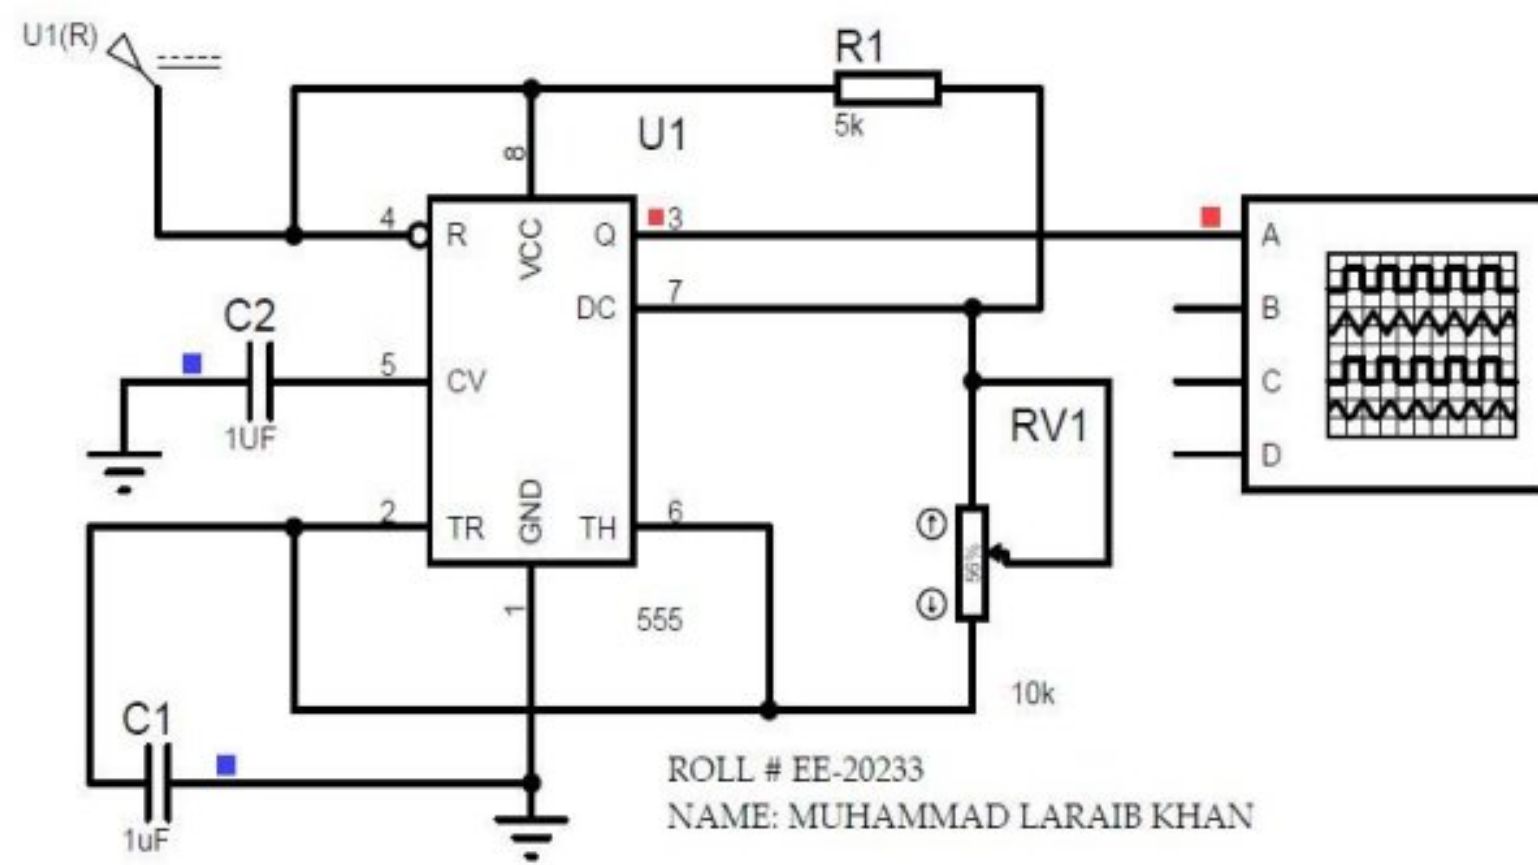 U1(R)
R1
5k
U1
8
4
R
VCC
Q
3
A
DC
7
B
C2
5
CV
C
1UF
RV1
D
2
TR
GND
TH
6
56%
1
555
10k
C1
1uF
ROLL # EE-20233
NAME: MUHAMMAD LARAIB KHAN